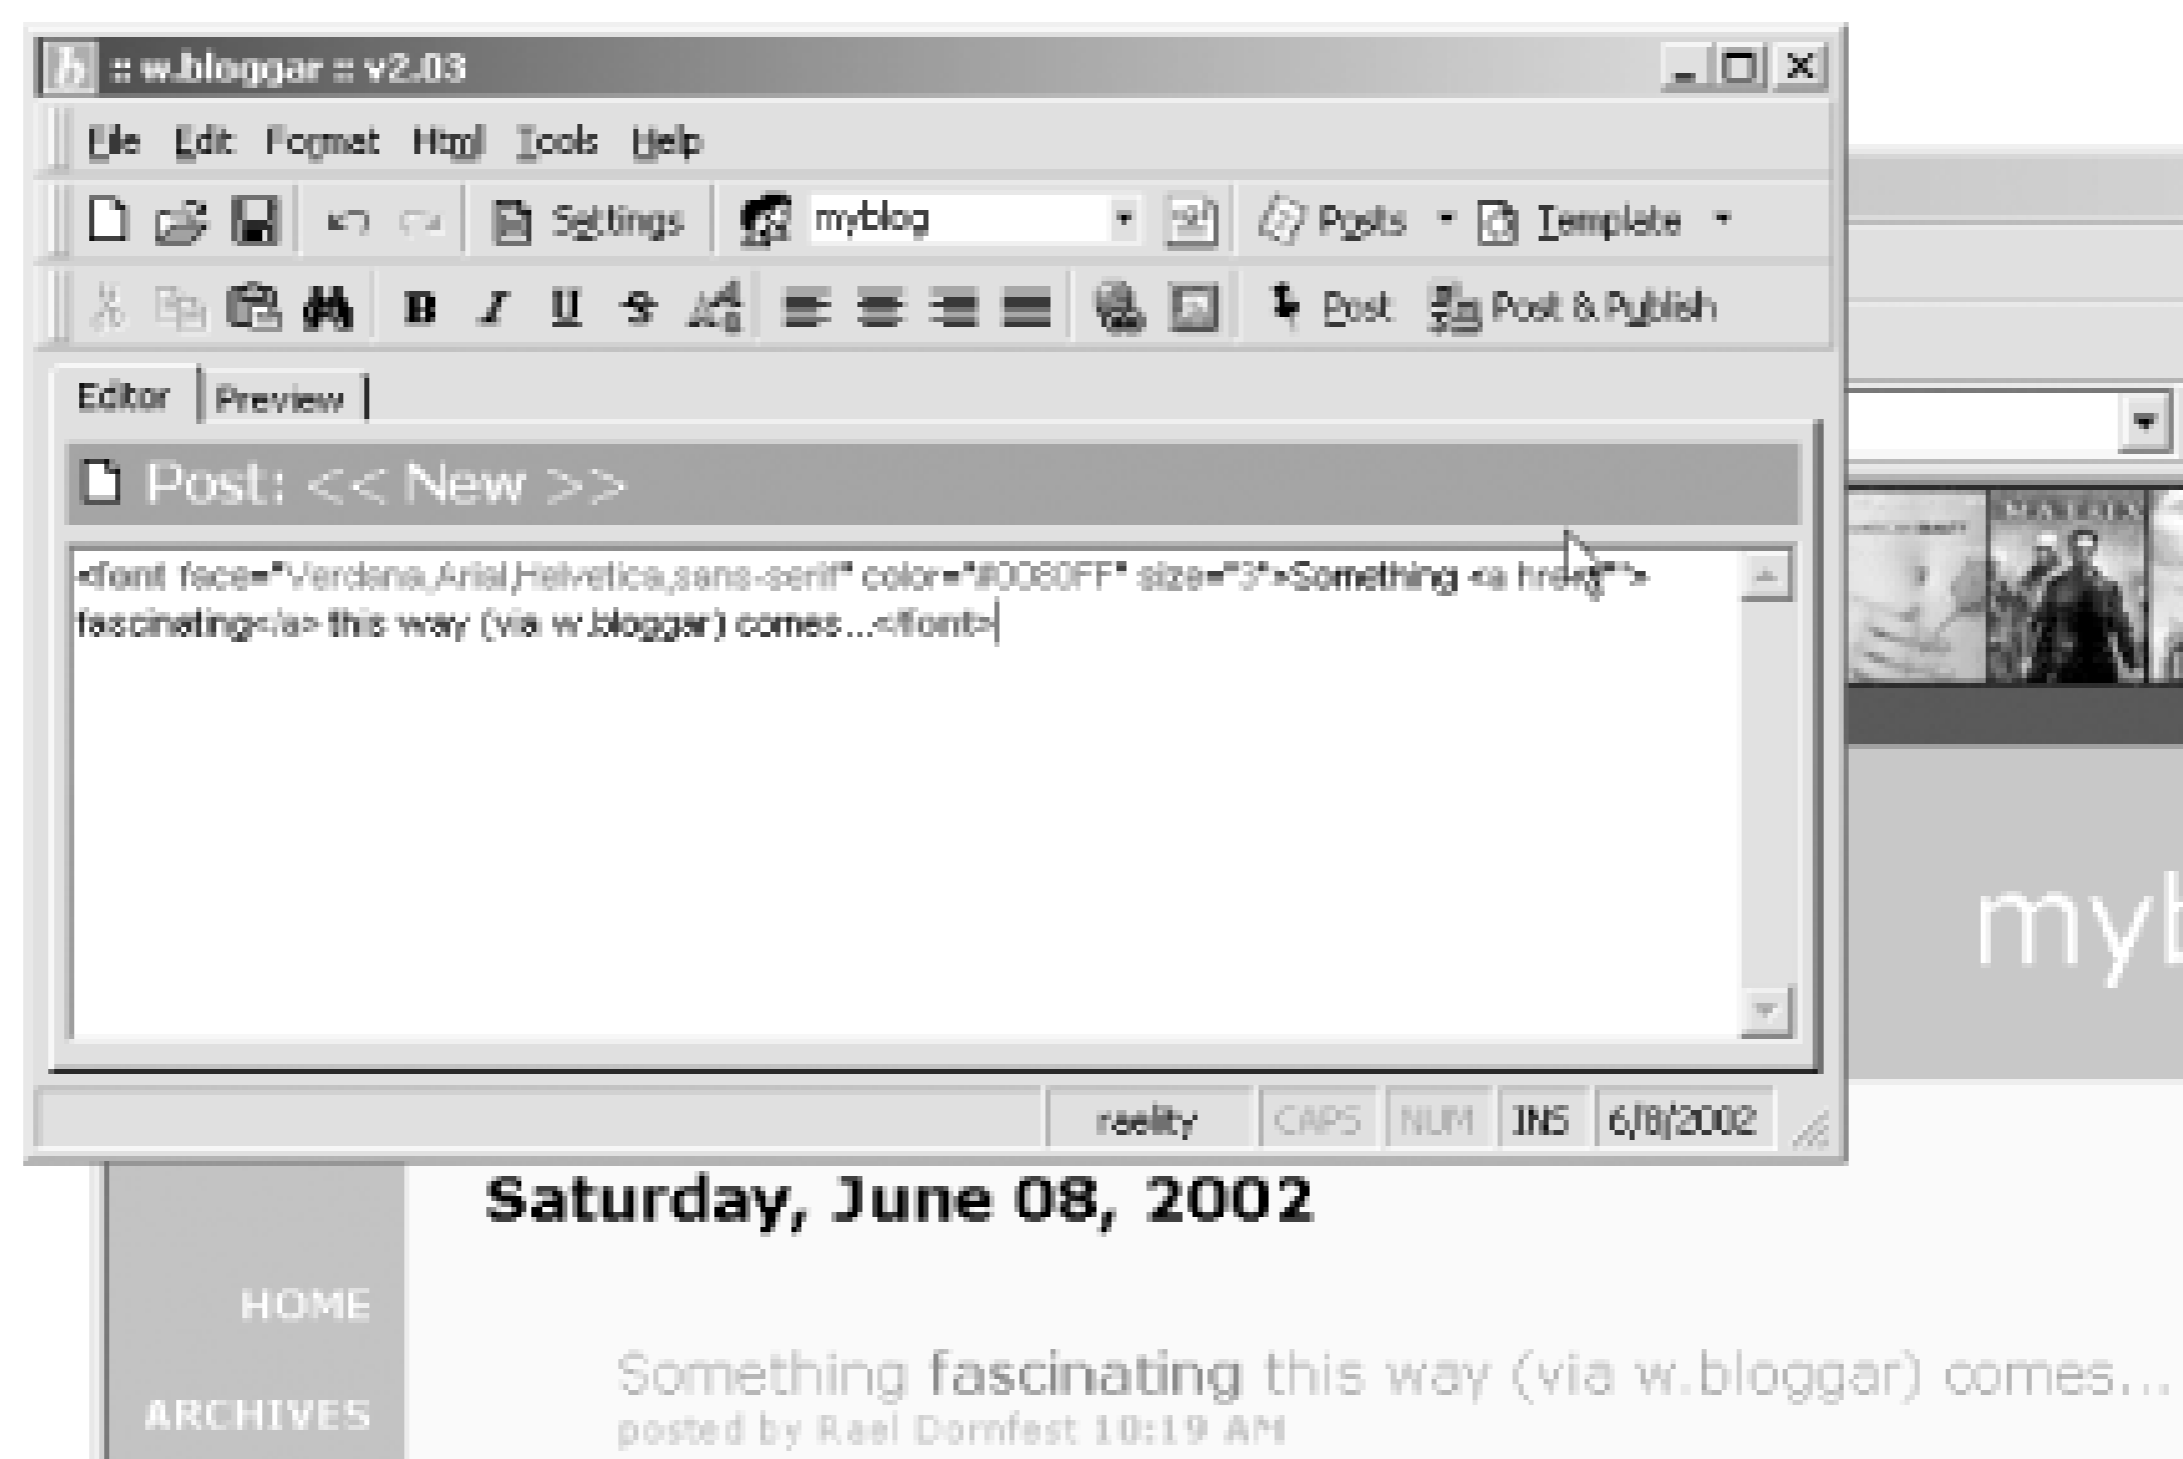 :: w.bloggar :: v2.03
File Edit Format Html Tools Help
Settings myblog Posts Template
B I U S Post Post & Publish
Editor Preview
Post: << New >>
<font face="Verdana,Arial,Helvetica,sans-serif" color="#0080FF" size="3">Something <a
fascinating</a> this way (via w.bloggar) comes...</font>
raelity CAPS NUM INS 6/8/2002
myb
Saturday, June 08, 2002
HOME
Something fascinating this way (via w.bloggar) comes...
ARCHIVES
posted by Rael Dornfest 10:19 AM